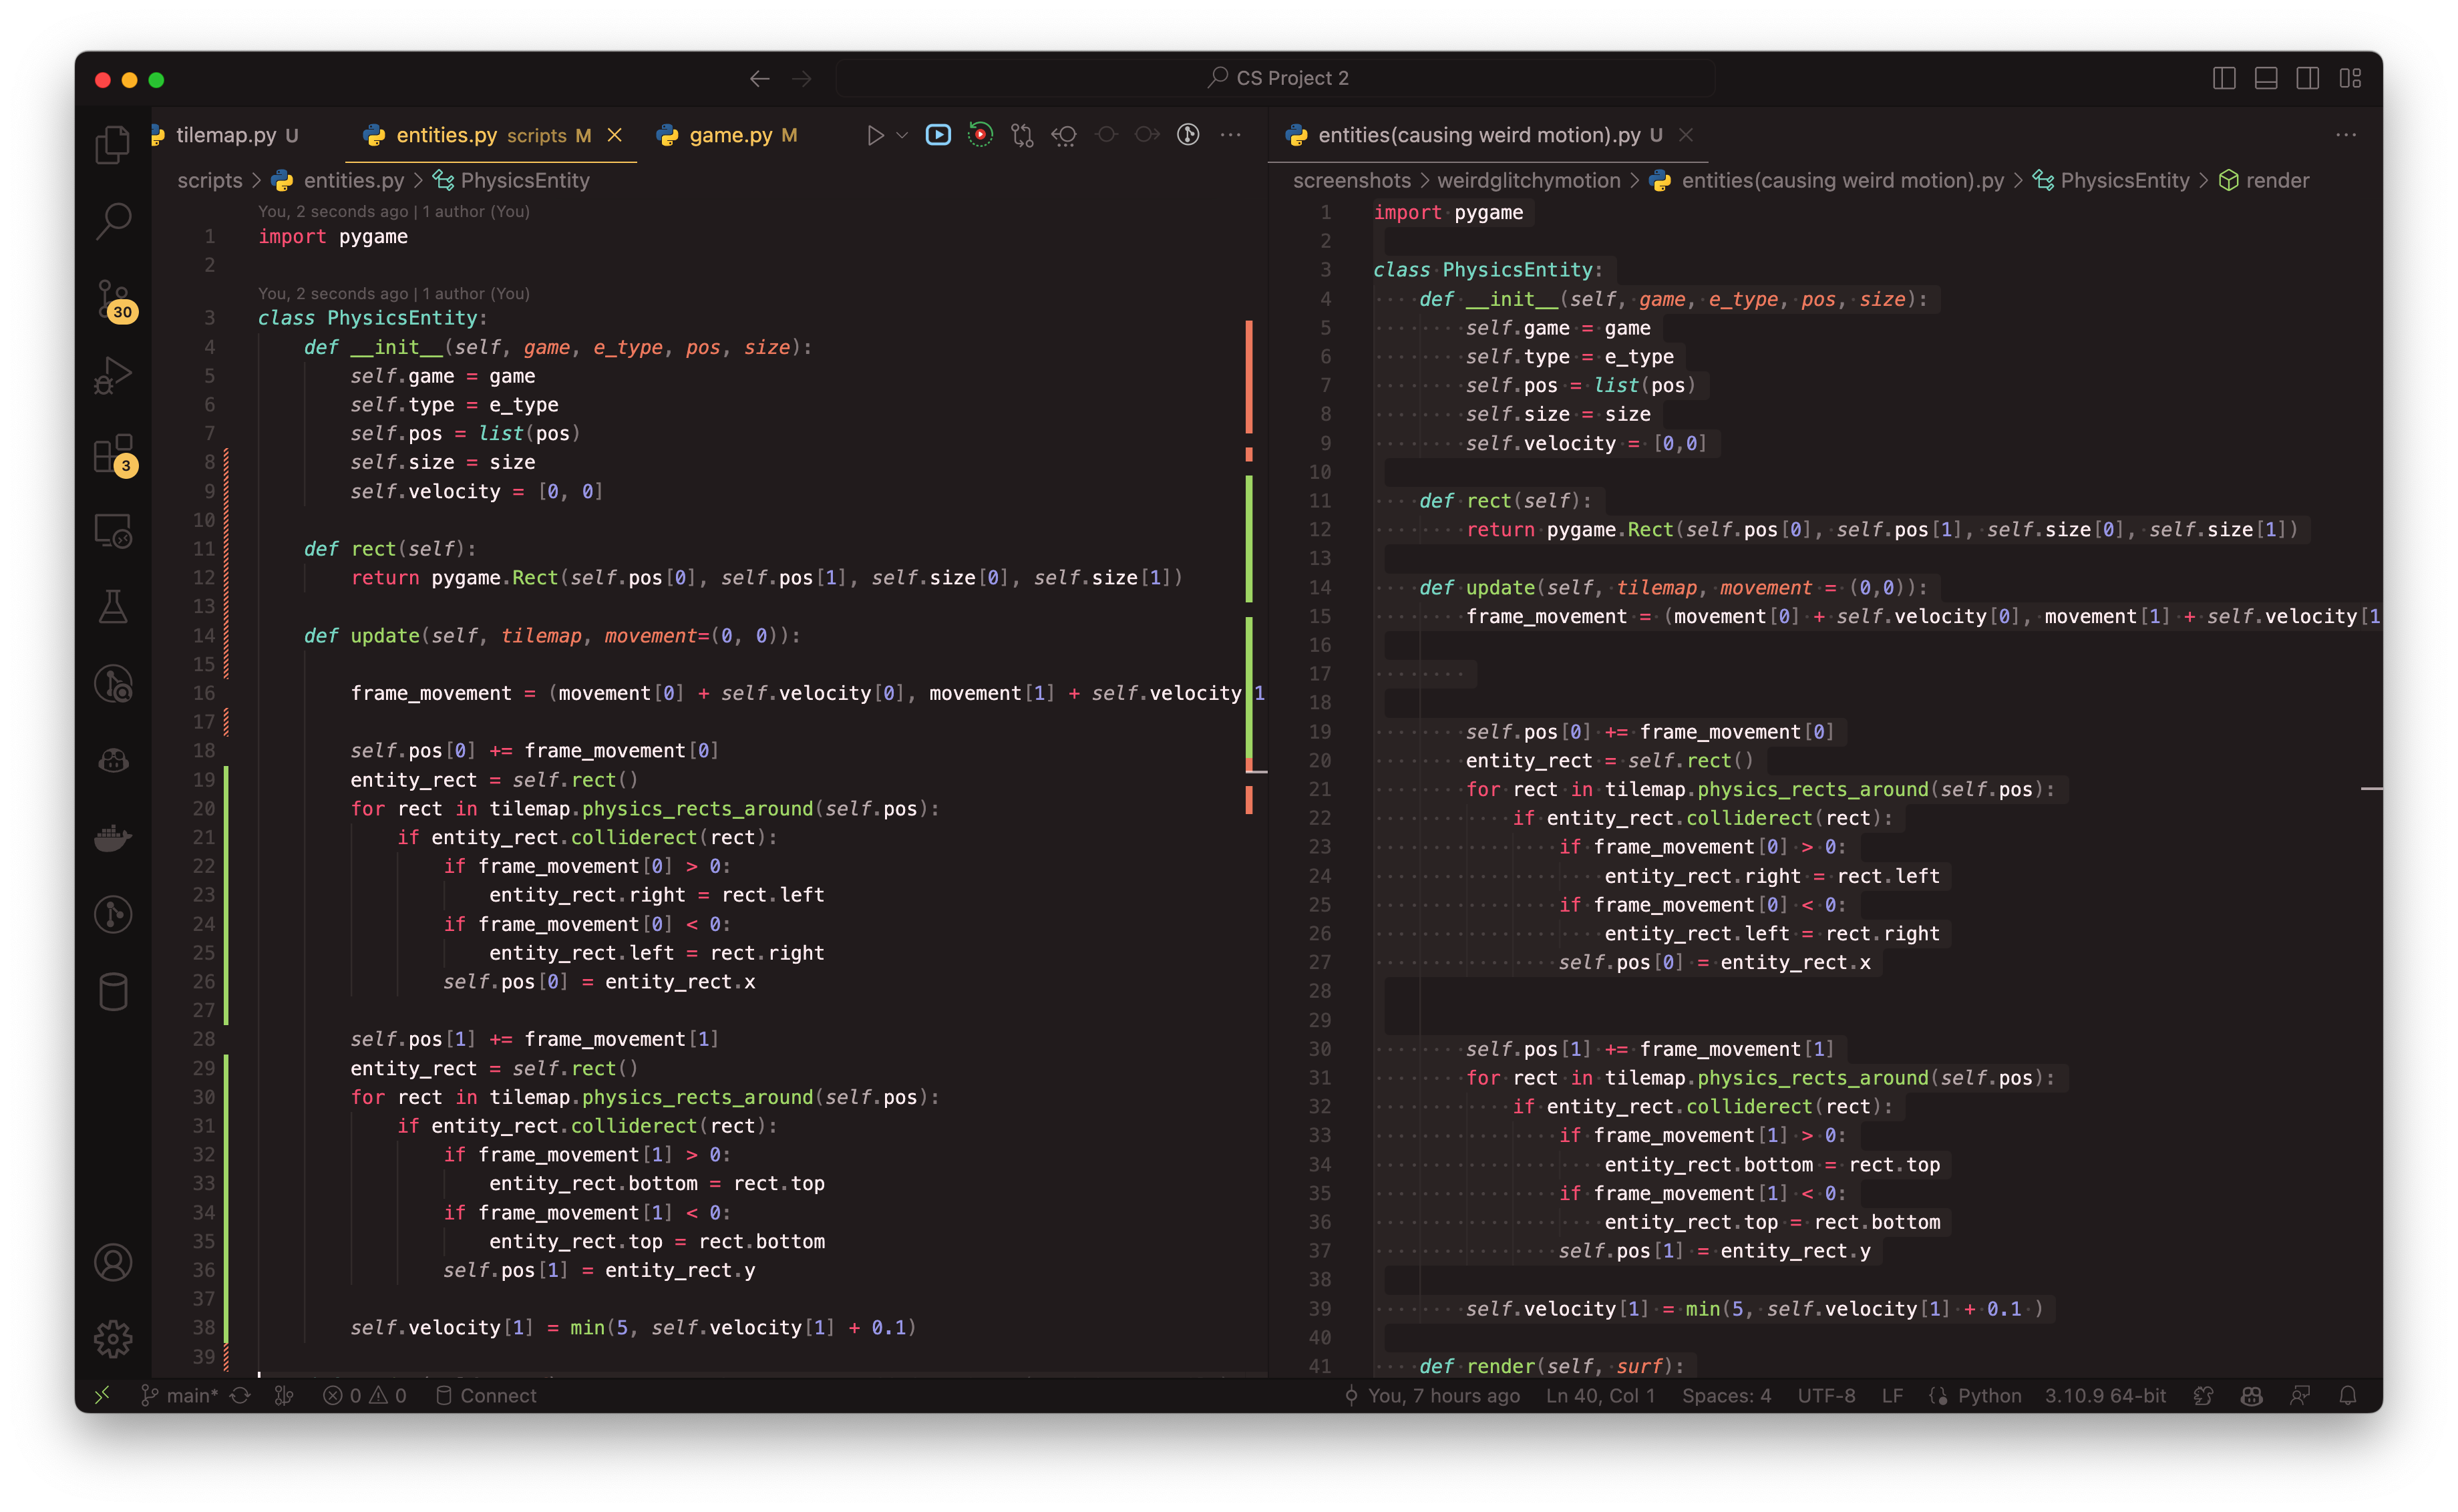 CS Project 2
tilemap.py U
entities.py scripts M
game.py M
scripts > entities.py > PhysicsEntity
30
3
You, 2 seconds ago | 1 author (You)
1 import pygame
2
You, 2 seconds ago | 1 author (You)
3 class PhysicsEntity:
4 def __init__(self, game, e_type, pos, size):
5 self.game = game
6 self.type = e_type
7 self.pos = list(pos)
8 self.size = size
9 self.velocity = [0, 0]
10
11 def rect(self):
12 return pygame.Rect(self.pos[0], self.pos[1], self.size[0], self.size[1])
13
14 def update(self, tilemap, movement=(0, 0)):
15
16 frame_movement = (movement[0] + self.velocity[0], movement[1] + self.velocity[1
17
18 self.pos[0] += frame_movement[0]
19 entity_rect = self.rect()
20 for rect in tilemap.physics_rects_around(self.pos):
21 if entity_rect.colliderect(rect):
22 if frame_movement[0] > 0:
23 entity_rect.right = rect.left
24 if frame_movement[0] < 0:
25 entity_rect.left = rect.right
26 self.pos[0] = entity_rect.x
27
28 self.pos[1] += frame_movement[1]
29 entity_rect = self.rect()
30 for rect in tilemap.physics_rects_around(self.pos):
31 if entity_rect.colliderect(rect):
32 if frame_movement[1] > 0:
33 entity_rect.bottom = rect.top
34 if frame_movement[1] < 0:
35 entity_rect.top = rect.bottom
36 self.pos[1] = entity_rect.y
37
38 self.velocity[1] = min(5, self.velocity[1] + 0.1)
39
entities(causing weird motion).py U
screenshots > weirdglitchymotion > entities(causing weird motion).py > PhysicsEntity > render
1 import pygame
2
3 class PhysicsEntity:
4 def __init__(self, game, e_type, pos, size):
5 self.game = game
6 self.type = e_type
7 self.pos = list(pos)
8 self.size = size
9 self.velocity = [0,0]
10
11 def rect(self):
12 return pygame.Rect(self.pos[0], self.pos[1], self.size[0], self.size[1])
13
14 def update(self, tilemap, movement = (0,0)):
15 frame_movement = (movement[0] + self.velocity[0], movement[1] + self.velocity[1
16
17
18
19 self.pos[0] += frame_movement[0]
20 entity_rect = self.rect()
21 for rect in tilemap.physics_rects_around(self.pos):
22 if entity_rect.colliderect(rect):
23 if frame_movement[0] > 0:
24 entity_rect.right = rect.left
25 if frame_movement[0] < 0:
26 entity_rect.left = rect.right
27 self.pos[0] = entity_rect.x
28
29
30 self.pos[1] += frame_movement[1]
31 for rect in tilemap.physics_rects_around(self.pos):
32 if entity_rect.colliderect(rect):
33 if frame_movement[1] > 0:
34 entity_rect.bottom = rect.top
35 if frame_movement[1] < 0:
36 entity_rect.top = rect.bottom
37 self.pos[1] = entity_rect.y
38
39 self.velocity[1] = min(5, self.velocity[1] + 0.1 )
40
41 def render(self, surf):
main* 0 0 Connect You, 7 hours ago Ln 40, Col 1 Spaces: 4 UTF-8 LF Python 3.10.9 64-bit